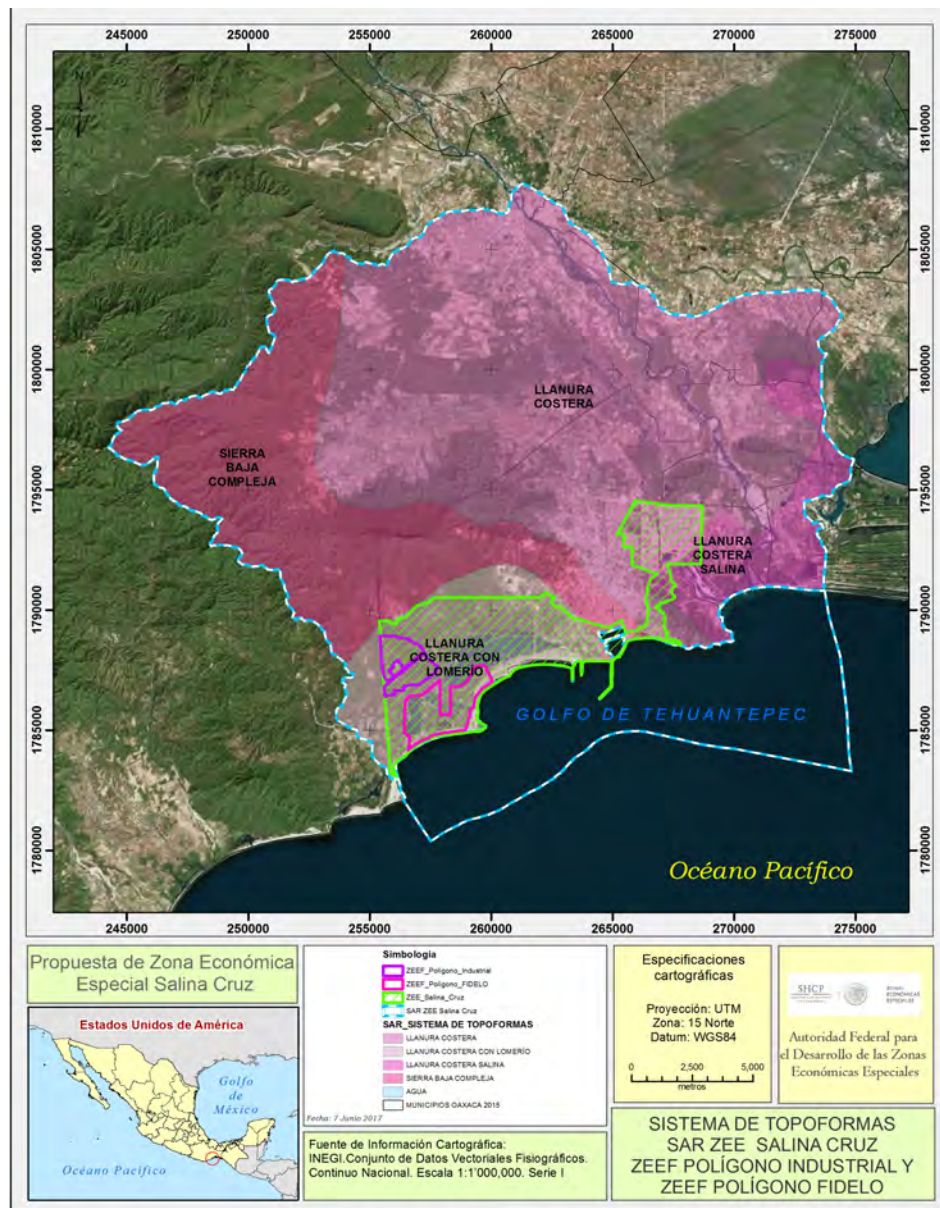 245000 250000 255000 260000 265000 270000 275000
1810000
1805000
1800000
1795000
1790000
1785000
1780000
1810000
1805000
1800000
1795000
1790000
1785000
1780000
LLANURA
COSTERA
SIERRA
BAJA
COMPLEJA
LLANURA
COSTERA
SALINA
LLANURA
COSTERA CON
LOMERÍO
GOLFO DE TEHUANTEPEC
Océano Pacífico
245000 250000 255000 260000 265000 270000 275000
Propuesta de Zona Económica
Especial Salina Cruz
Estados Unidos de América
Golfo
de
México
Océano Pacífico
Simbología
ZEEF_Poligono_Industrial
ZEEF_Poligono_FIDELO
ZEE_Salina_Cruz
SAR ZEE Salina Cruz
SAR_SISTEMA DE TOPOFORMAS
LLANURA COSTERA
LLANURA COSTERA CON LOMERÍO
LLANURA COSTERA SALINA
SIERRA BAJA COMPLEJA
AGUA
MUNICIPIOS OAXACA 2015
Fecha: 7 Junio 2017
Fuente de Información Cartográfica:
INEGI.Conjunto de Datos Vectoriales Fisiográficos.
Continuo Nacional. Escala 1:1'000,000. Serie I
Especificaciones
cartográficas
Proyección: UTM
Zona: 15 Norte
Datum: WGS84
0 2,500 5,000
metros
SHCP
ZONAS
ECONÓMICAS
ESPECIALES
Autoridad Federal para
el Desarrollo de las Zonas
Económicas Especiales
SISTEMA DE TOPOFORMAS
SAR ZEE SALINA CRUZ
ZEEF POLÍGONO INDUSTRIAL Y
ZEEF POLÍGONO FIDELO